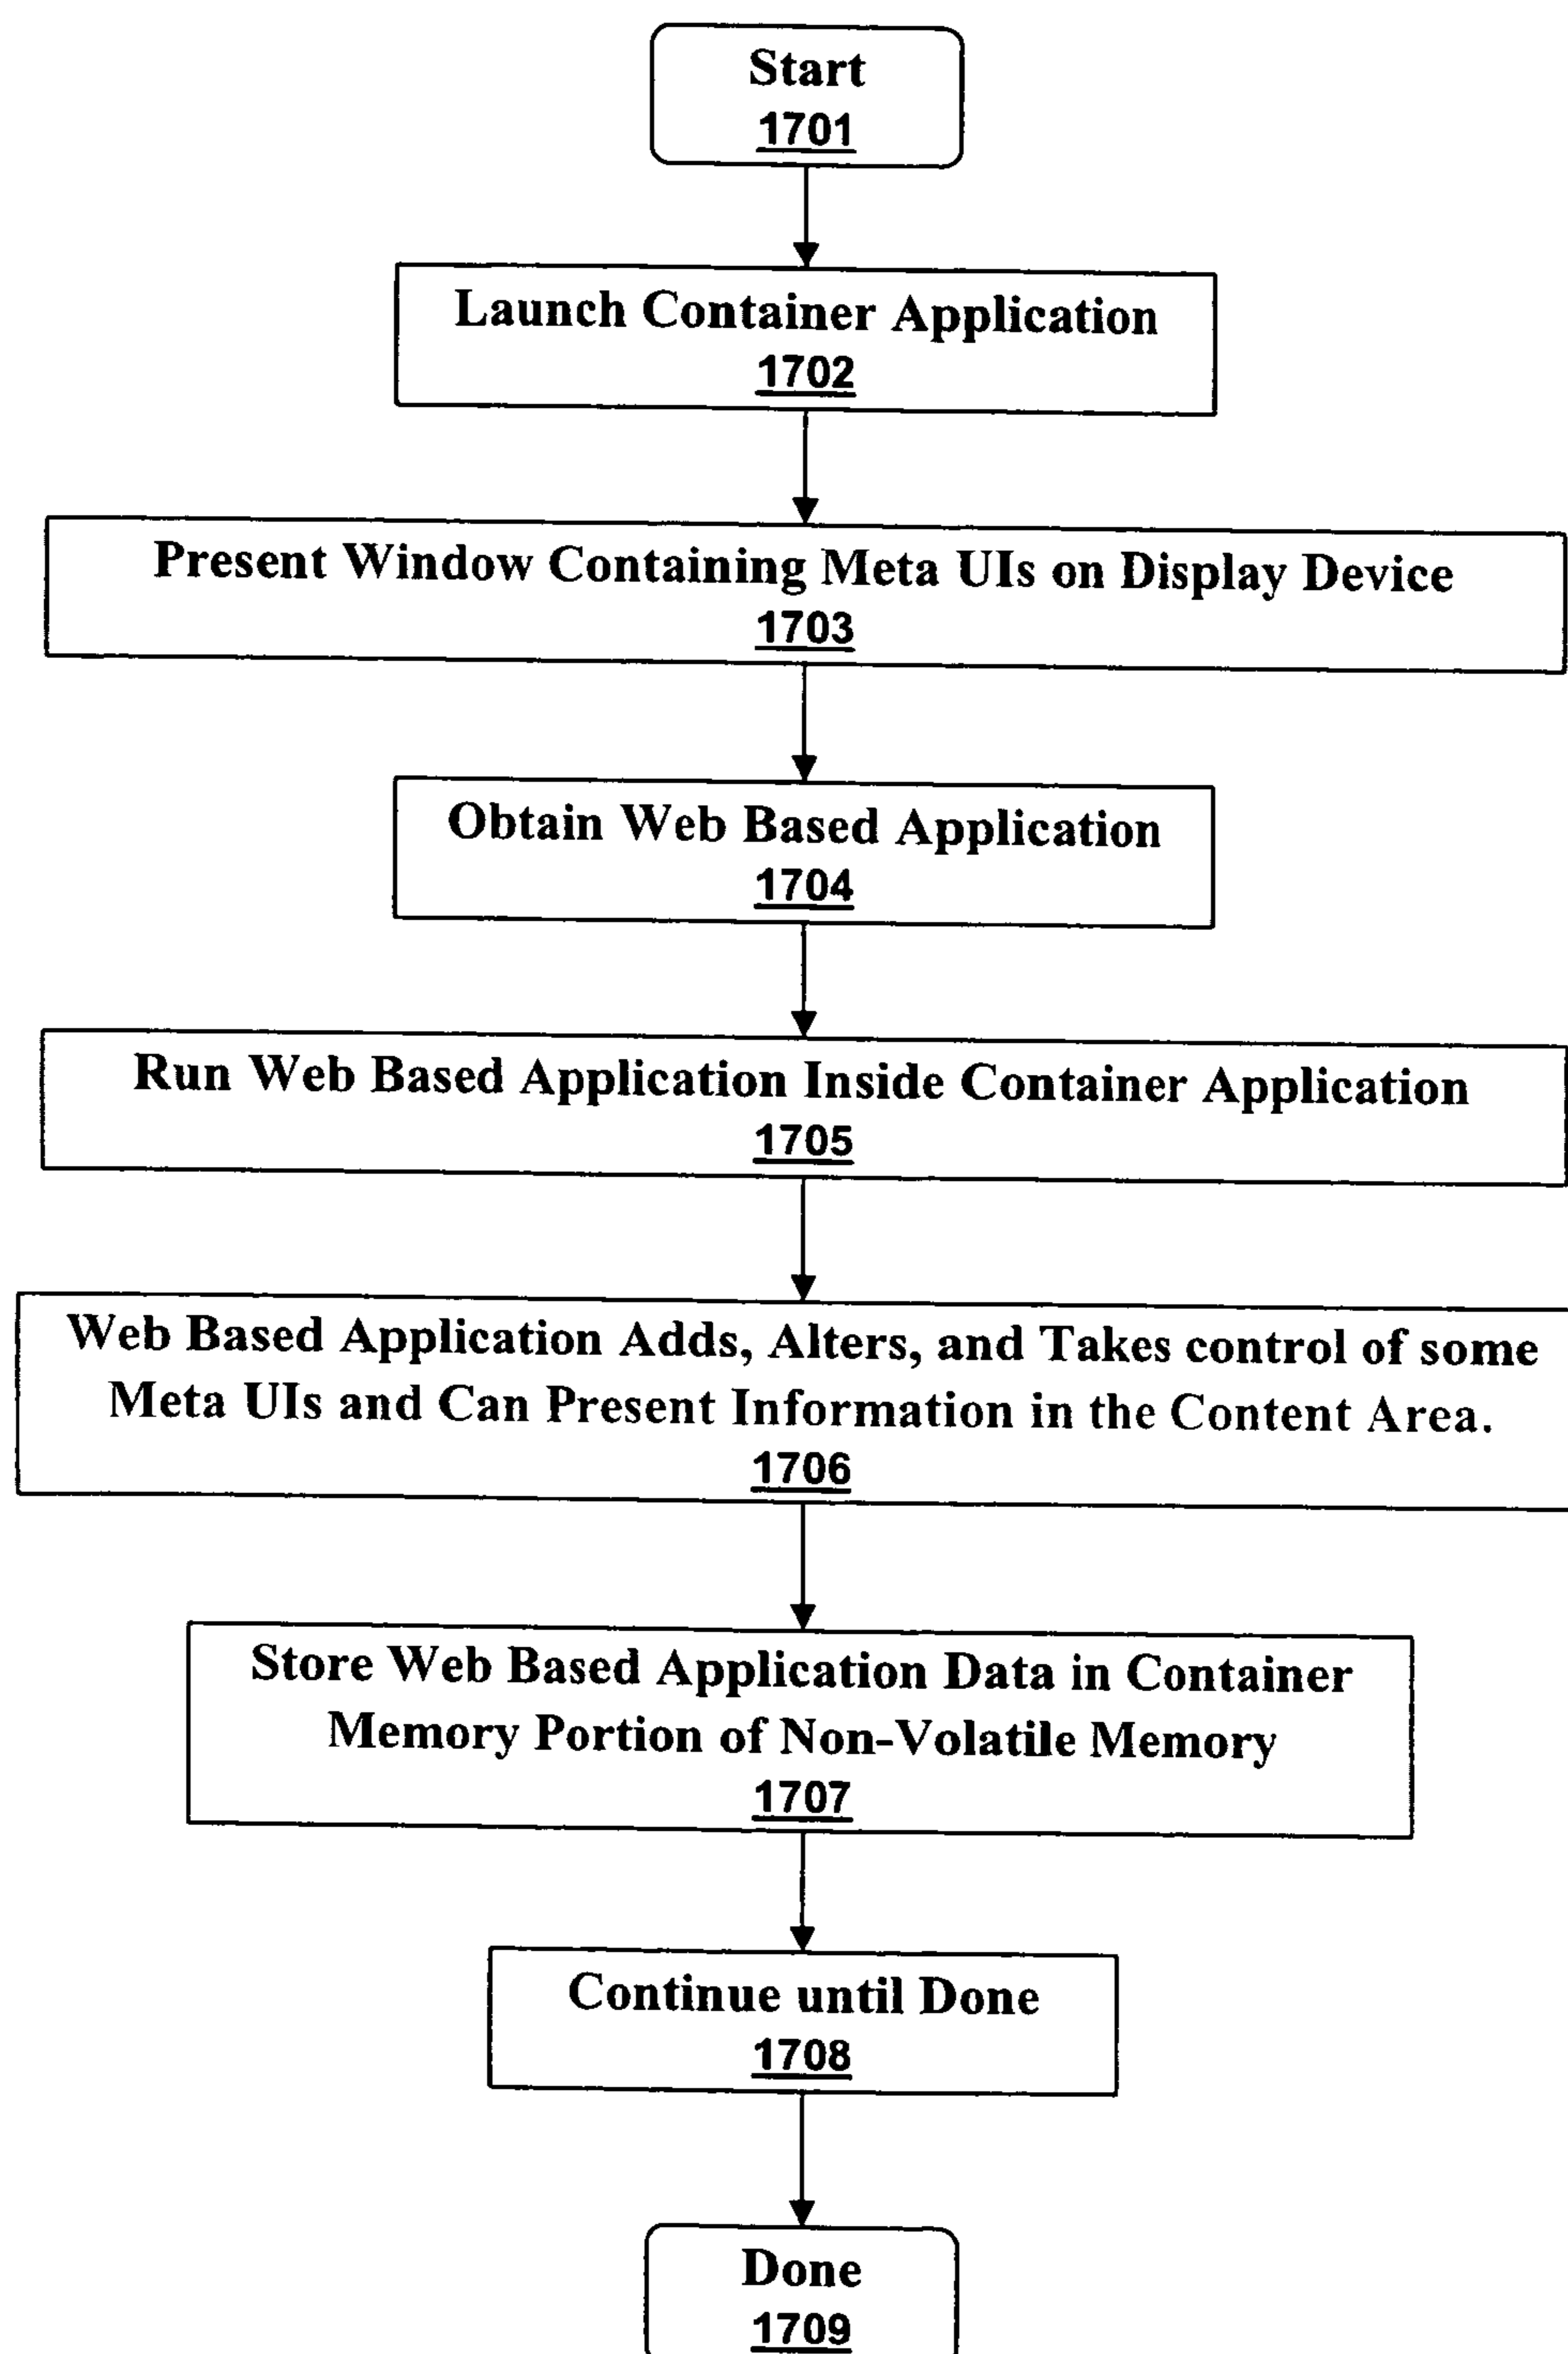 Start
1701
Launch Container Application
1702
Present Window Containing Meta UIs on Display Device
1703
Obtain Web Based Application
1704
Run Web Based Application Inside Container Application
1705
Web Based Application Adds, Alters, and Takes control of some
Meta UIs and Can Present Information in the Content Area.
1706
Store Web Based Application Data in Container
Memory Portion of Non-Volatile Memory
1707
Continue until Done
1708
Done
1709